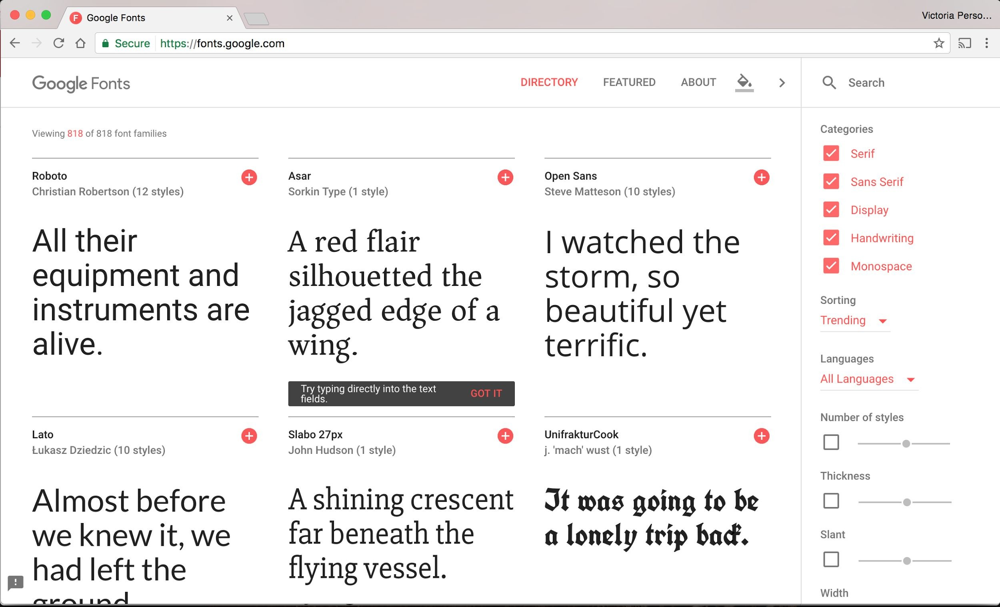 Google Fonts
Victoria Perso...
Secure https://fonts.google.com
Google Fonts
DIRECTORY FEATURED ABOUT
Search
Viewing 818 of 818 font families
Roboto
Christian Robertson (12 styles)
All their
equipment and
instruments are
alive.
Asar
Sorkin Type (1 style)
A red flair
silhouetted the
jagged edge of a
wing.
Try typing directly into the text
fields.
GOT IT
Open Sans
Steve Matteson (10 styles)
I watched the
storm, so
beautiful yet
terrific.
Lato
Łukasz Dziedzic (10 styles)
Almost before
we knew it, we
had left the
ground.
Slabo 27px
John Hudson (1 style)
A shining crescent
far beneath the
flying vessel.
UnifrakturCook
j. 'mach' wust (1 style)
It was going to be
a lonely trip back.
Categories
Serif
Sans Serif
Display
Handwriting
Monospace
Sorting
Trending
Languages
All Languages
Number of styles
Thickness
Slant
Width